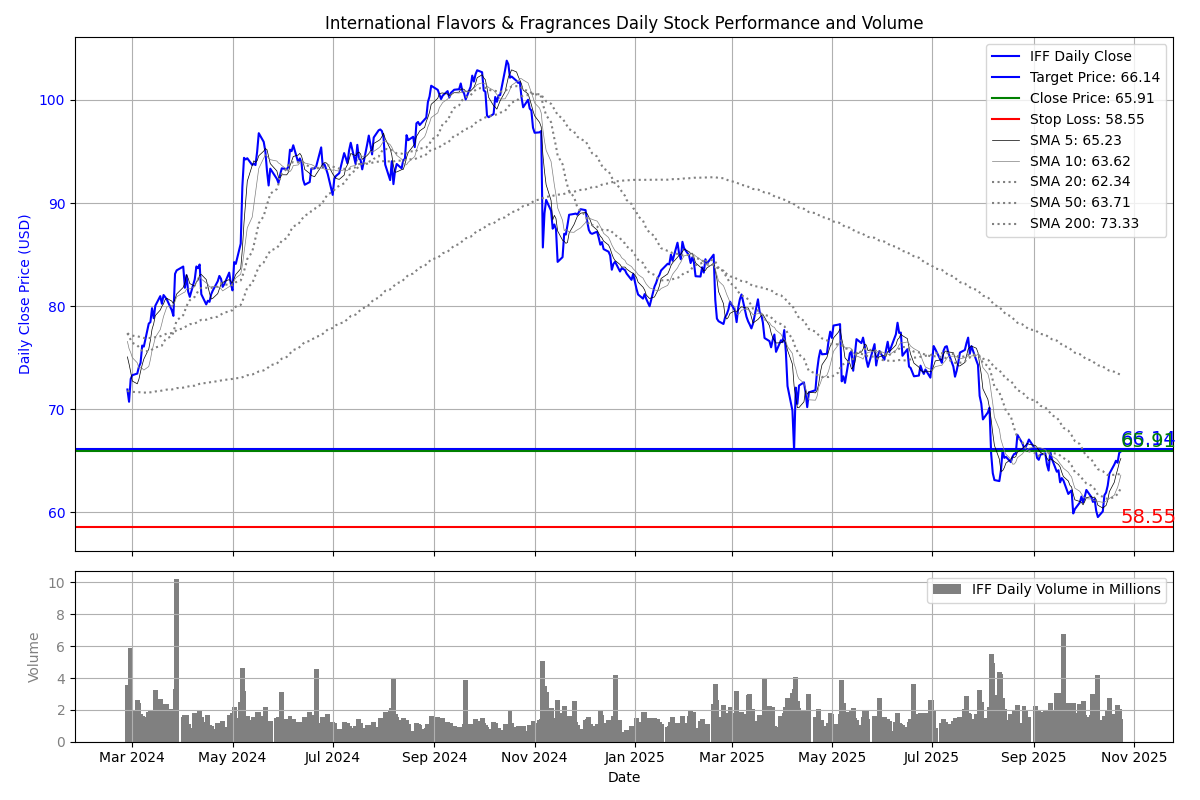 International Flavors & Fragrances Daily Stock Performance and Volume
Daily Close Price (USD)
100
90
80
70
60
IFF Daily Close
Target Price: 66.14
Close Price: 65.91
Stop Loss: 58.55
SMA 5: 65.23
SMA 10: 63.62
SMA 20: 62.34
SMA 50: 63.71
SMA 200: 73.33
66.14
65.91
58.55
Volume
10
8
6
4
2
0
IFF Daily Volume in Millions
Mar 2024
May 2024
Jul 2024
Sep 2024
Nov 2024
Jan 2025
Mar 2025
May 2025
Jul 2025
Sep 2025
Nov 2025
Date